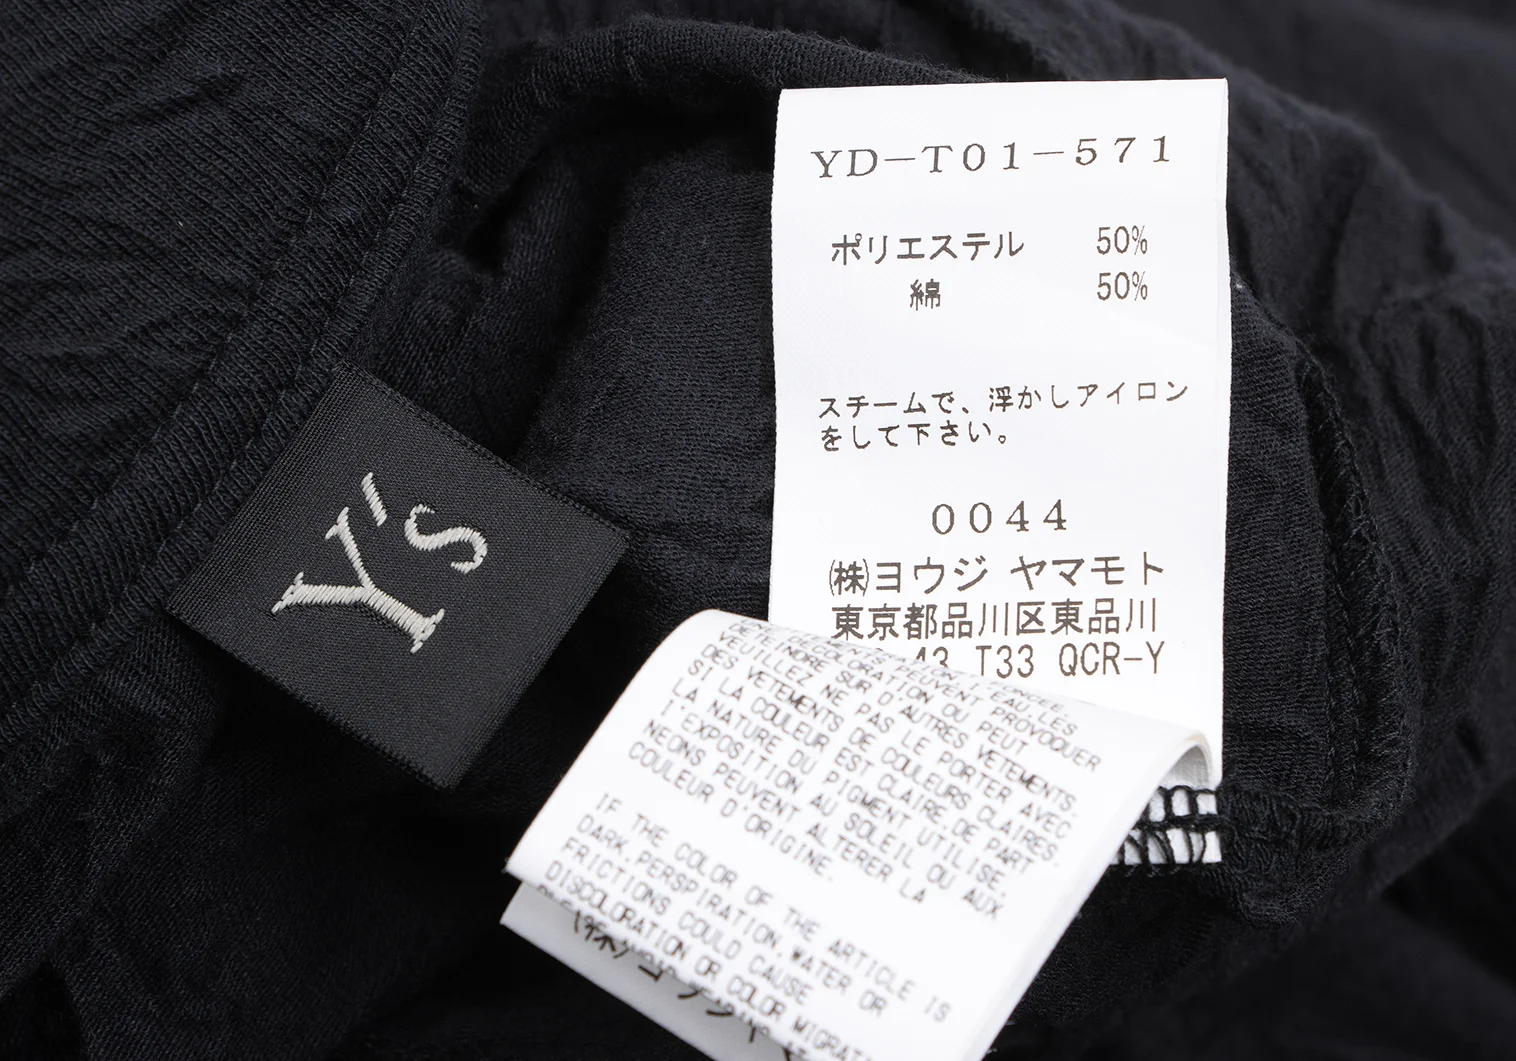 Y's
YD-T01-571
ポリエステル 50%
綿 50%
スチームで、浮かしアイロン
をして下さい。
0044
㈱ヨウジ ヤマモト
東京都品川区東品川
43 T33 QCR-Y
VEUILLEZ NE PAS LE PORTER AVEC
DES VETEMENTS DE COULEURS CLAIRES.
SI LA COULEUR EST CLAIRE,DE PART
LA NATURE DU PIGMENT UTILISE,
L'EXPOSITION AU SOLEIL OU AUX
NEONS PEUVENT ALTERER LA
COULEUR D'ORIGINE.
IF THE COLOR OF THE ARTICLE IS
DARK,PERSPIRATION,WATER OR
FRICTIONS COULD CAUSE
DISCOLORATION OR COLOR MIGRAT